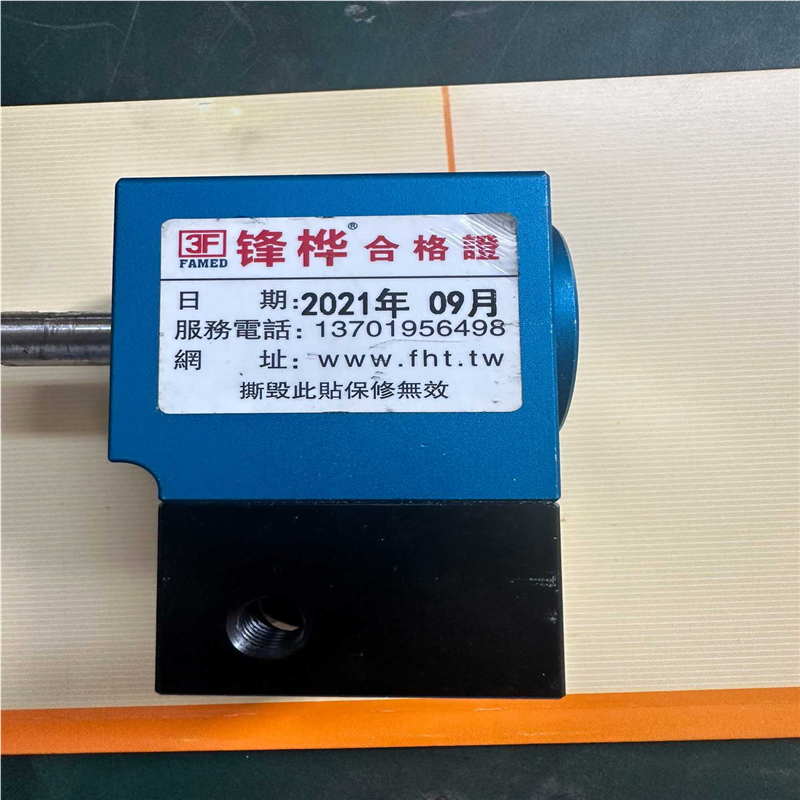 3F FAMED 锋桦® 合格證
日 期:2021年 09月
服務電話:13701956498
網 址:www.fht.tw
撕毀此貼保修無效